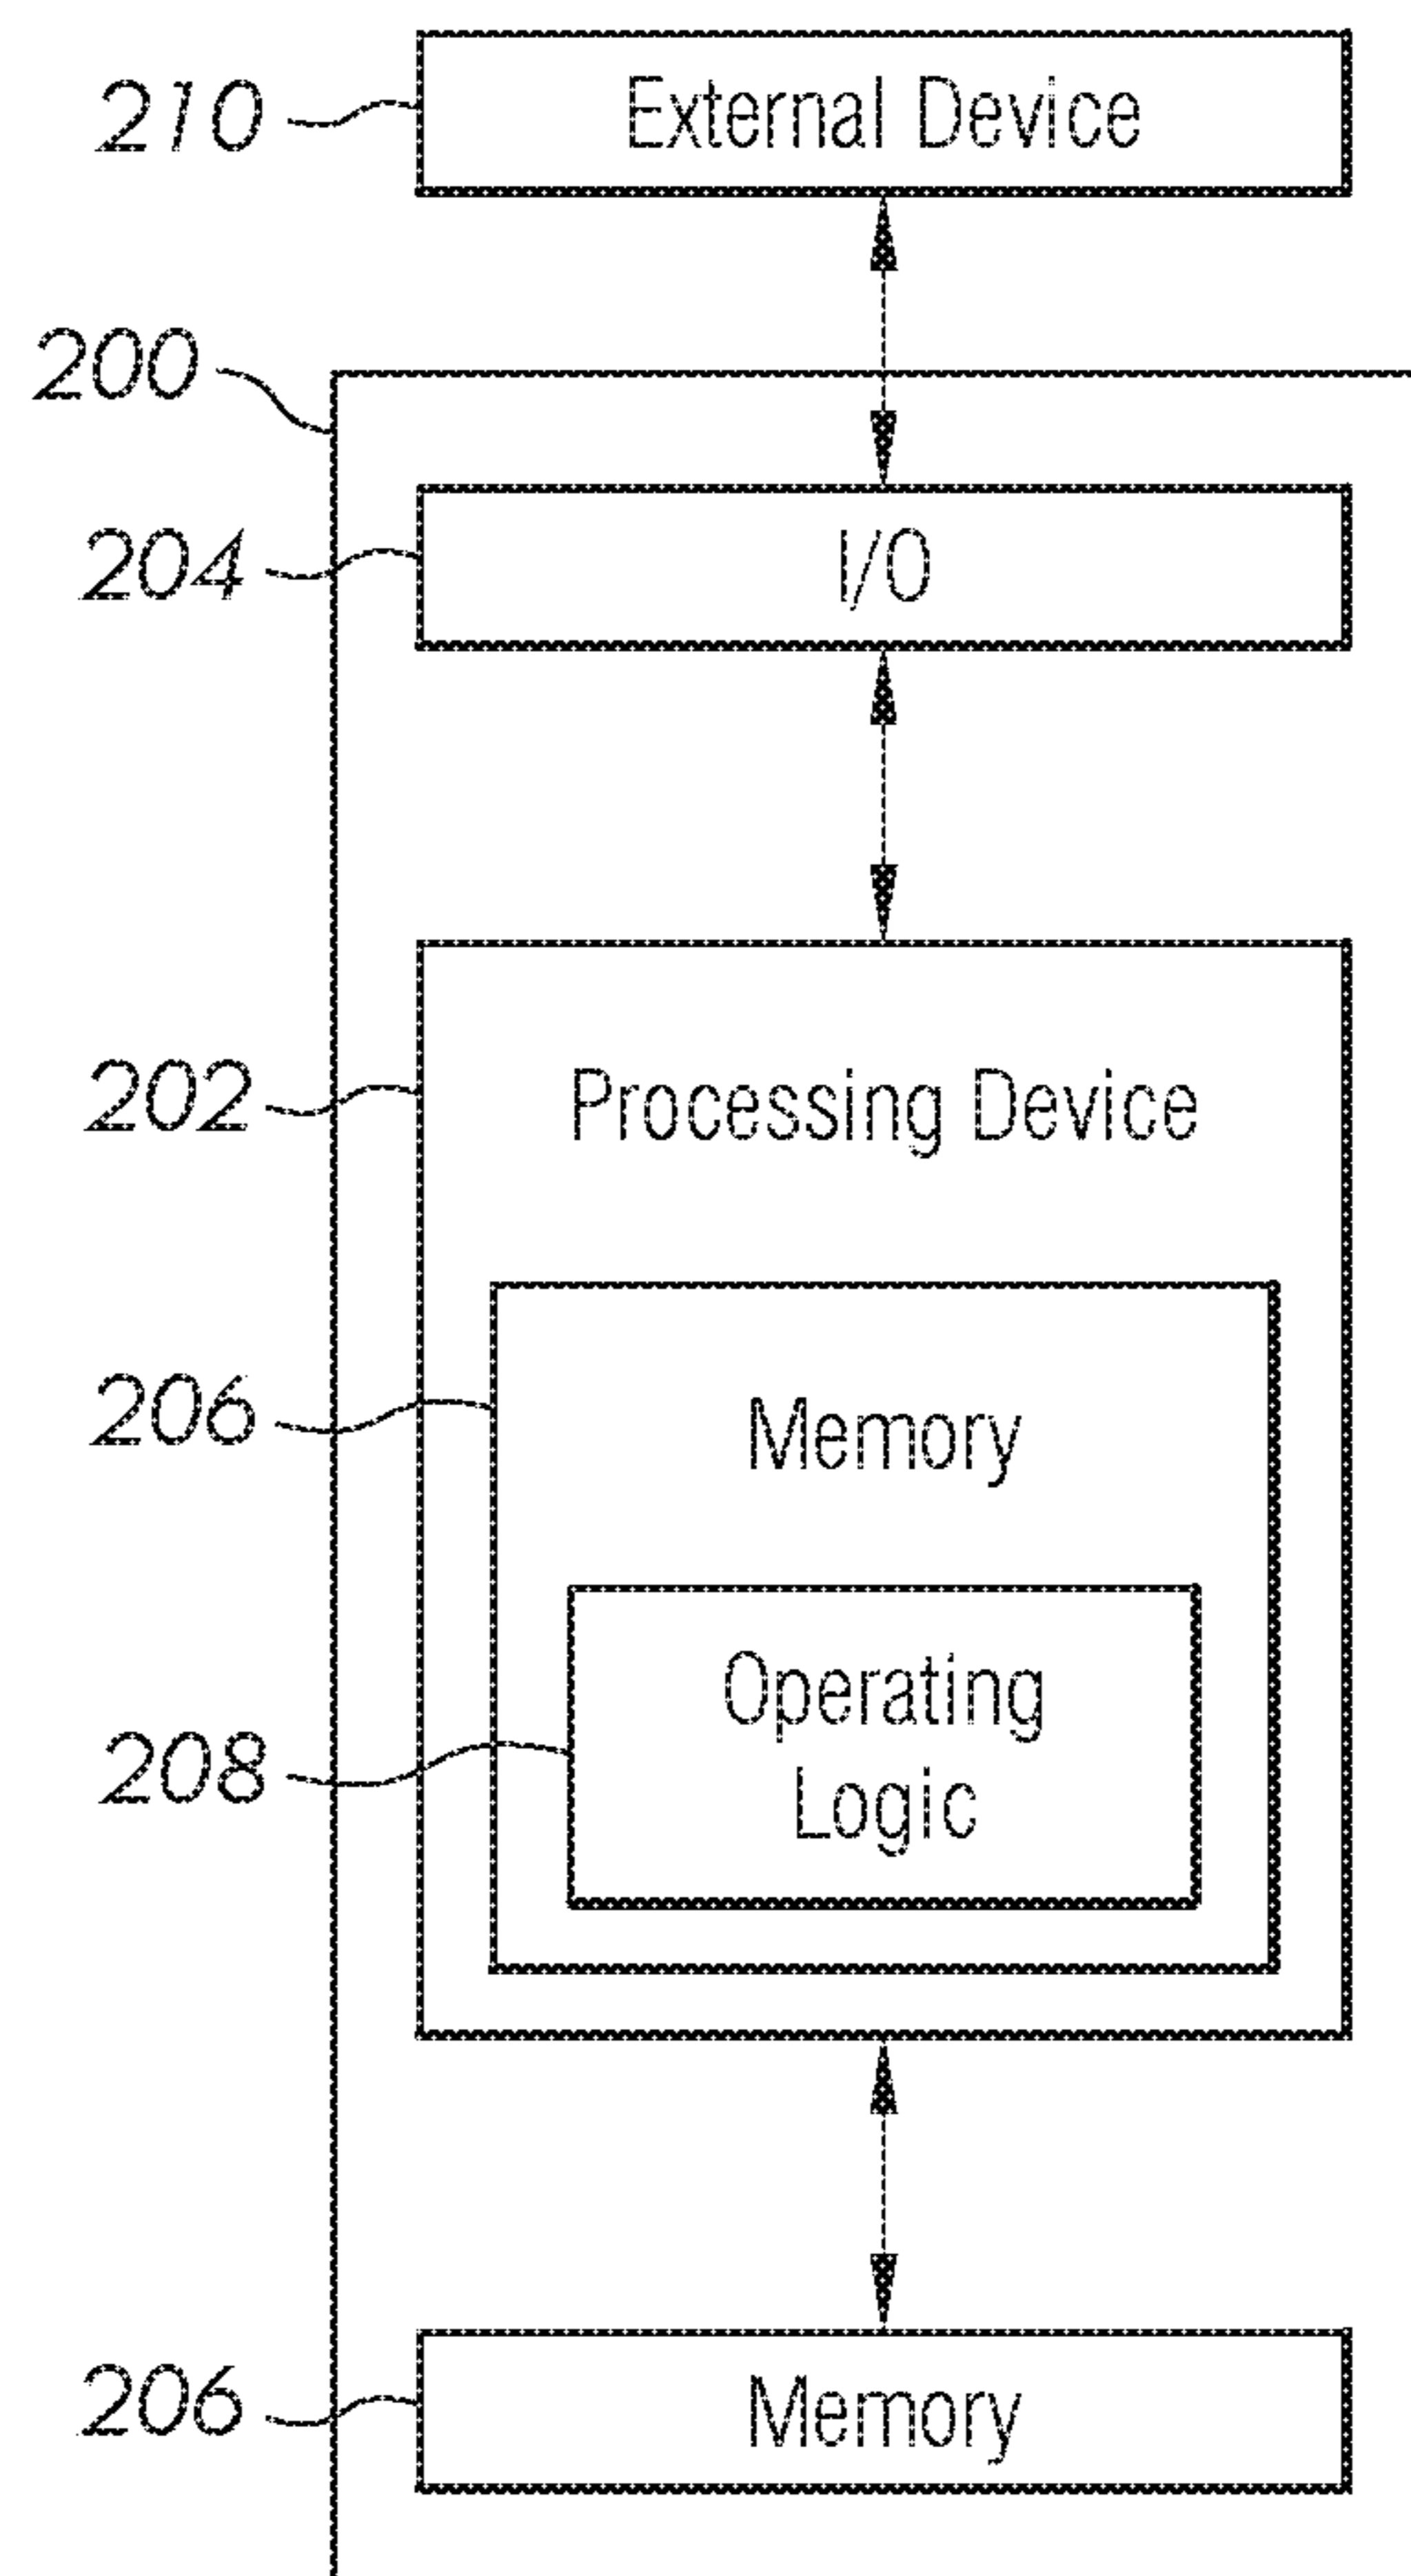 210
External Device
200
204
I/O
202
Processing Device
206
Memory
208
Operating
Logic
206
Memory